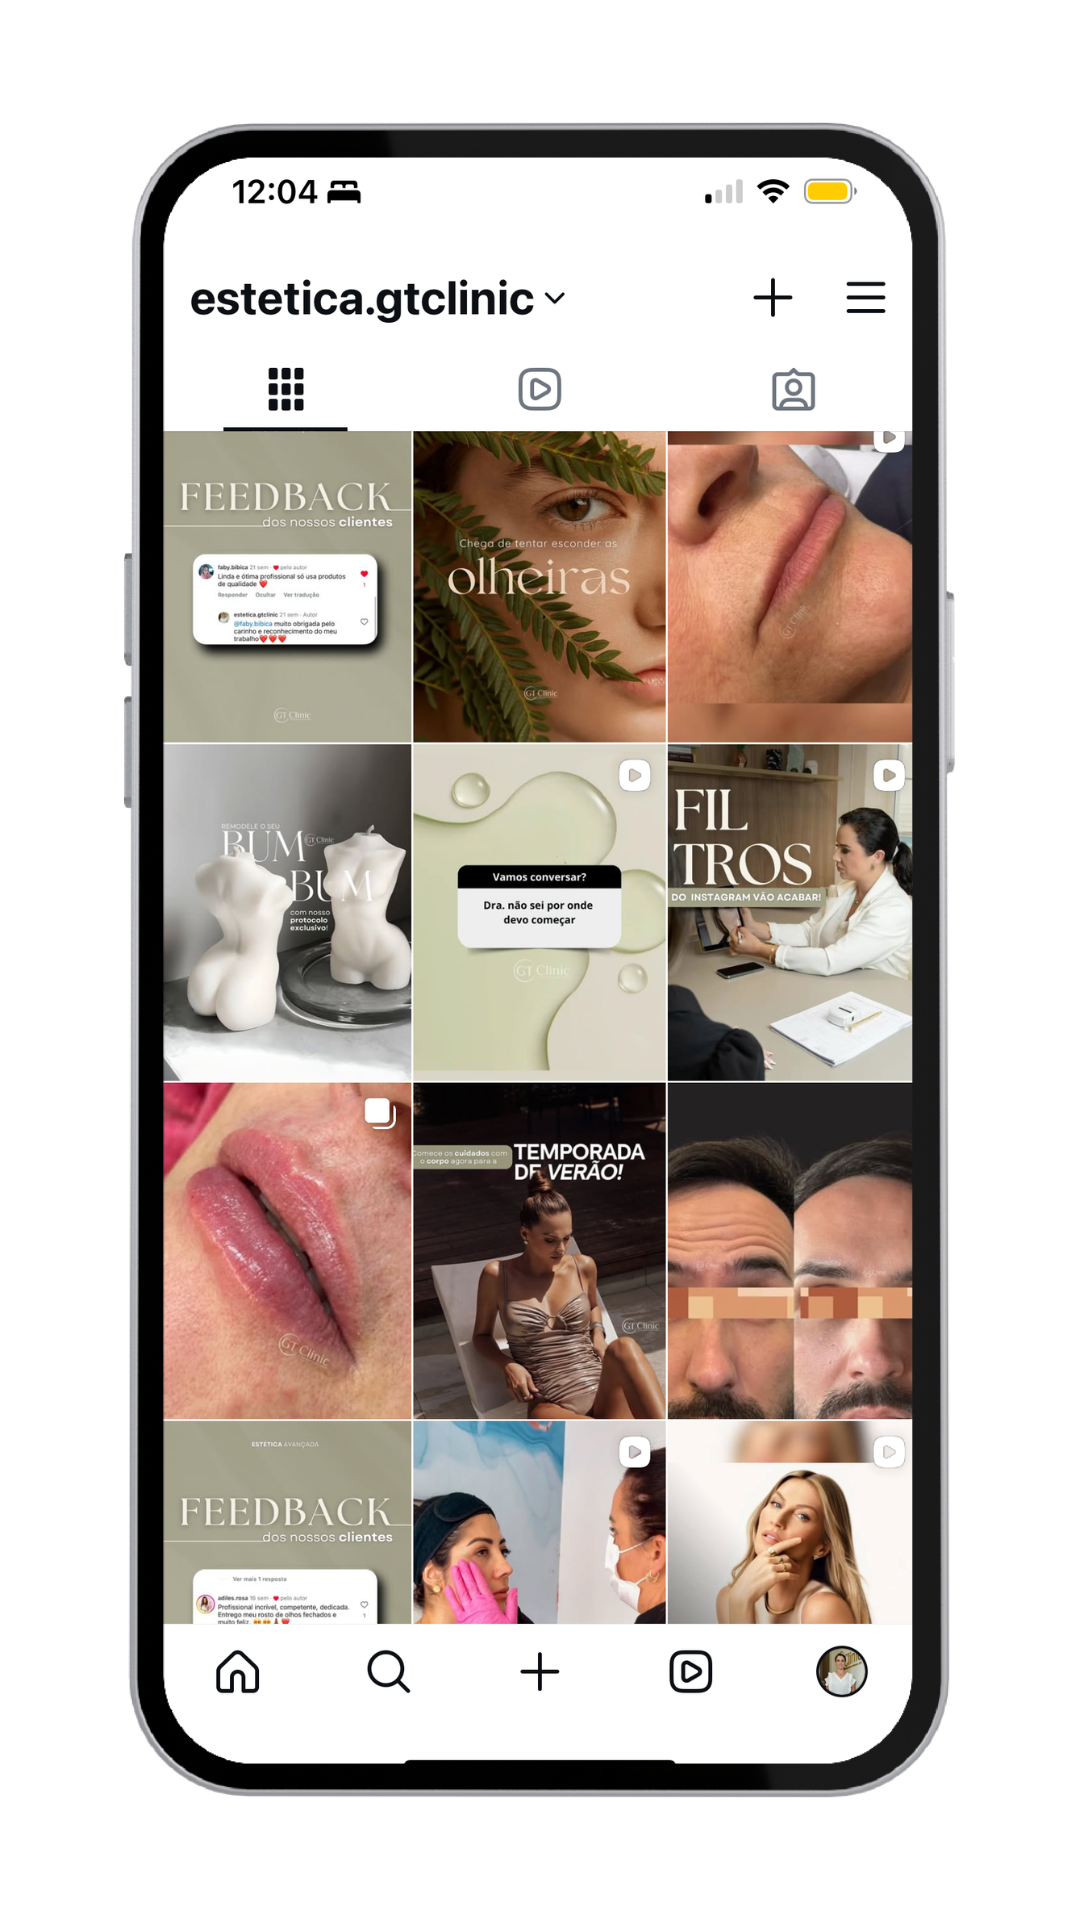 12:04
estetica.gtclinic
FEEDBACK
dos nossos clientes
faby.bibica 21 sem · ❤ pelo autor
Linda e ótima profissional só usa produtos
de qualidade ❤
1
Responder Ocultar Ver tradução
estetica.gtclinic 21 sem · Autor
@faby.bibica muito obrigada pelo
carinho e reconhecimento do meu
trabalho❤❤❤
GT Clinic
Chega de tentar esconder as
olheiras
GT Clinic
GT Clinic
REMODELE O SEU
BUM
GT Clinic
BUM
com nosso
protocolo
exclusivo!
Vamos conversar?
Dra. não sei por onde
devo começar
GT Clinic
FIL
TROS
DO INSTAGRAM VÃO ACABAR!
GT Clinic
Comece os cuidados com
o corpo agora para a
TEMPORADA
DE VERÃO!
GT Clinic
ESTÉTICA AVANÇADA
FEEDBACK
dos nossos clientes
Ver mais 1 resposta
adiles.rosa 18 sem · ❤ pelo autor
Profissional incrível, competente, dedicada.
Entrego meu rosto de olhos fechados e
muito feliz.
1